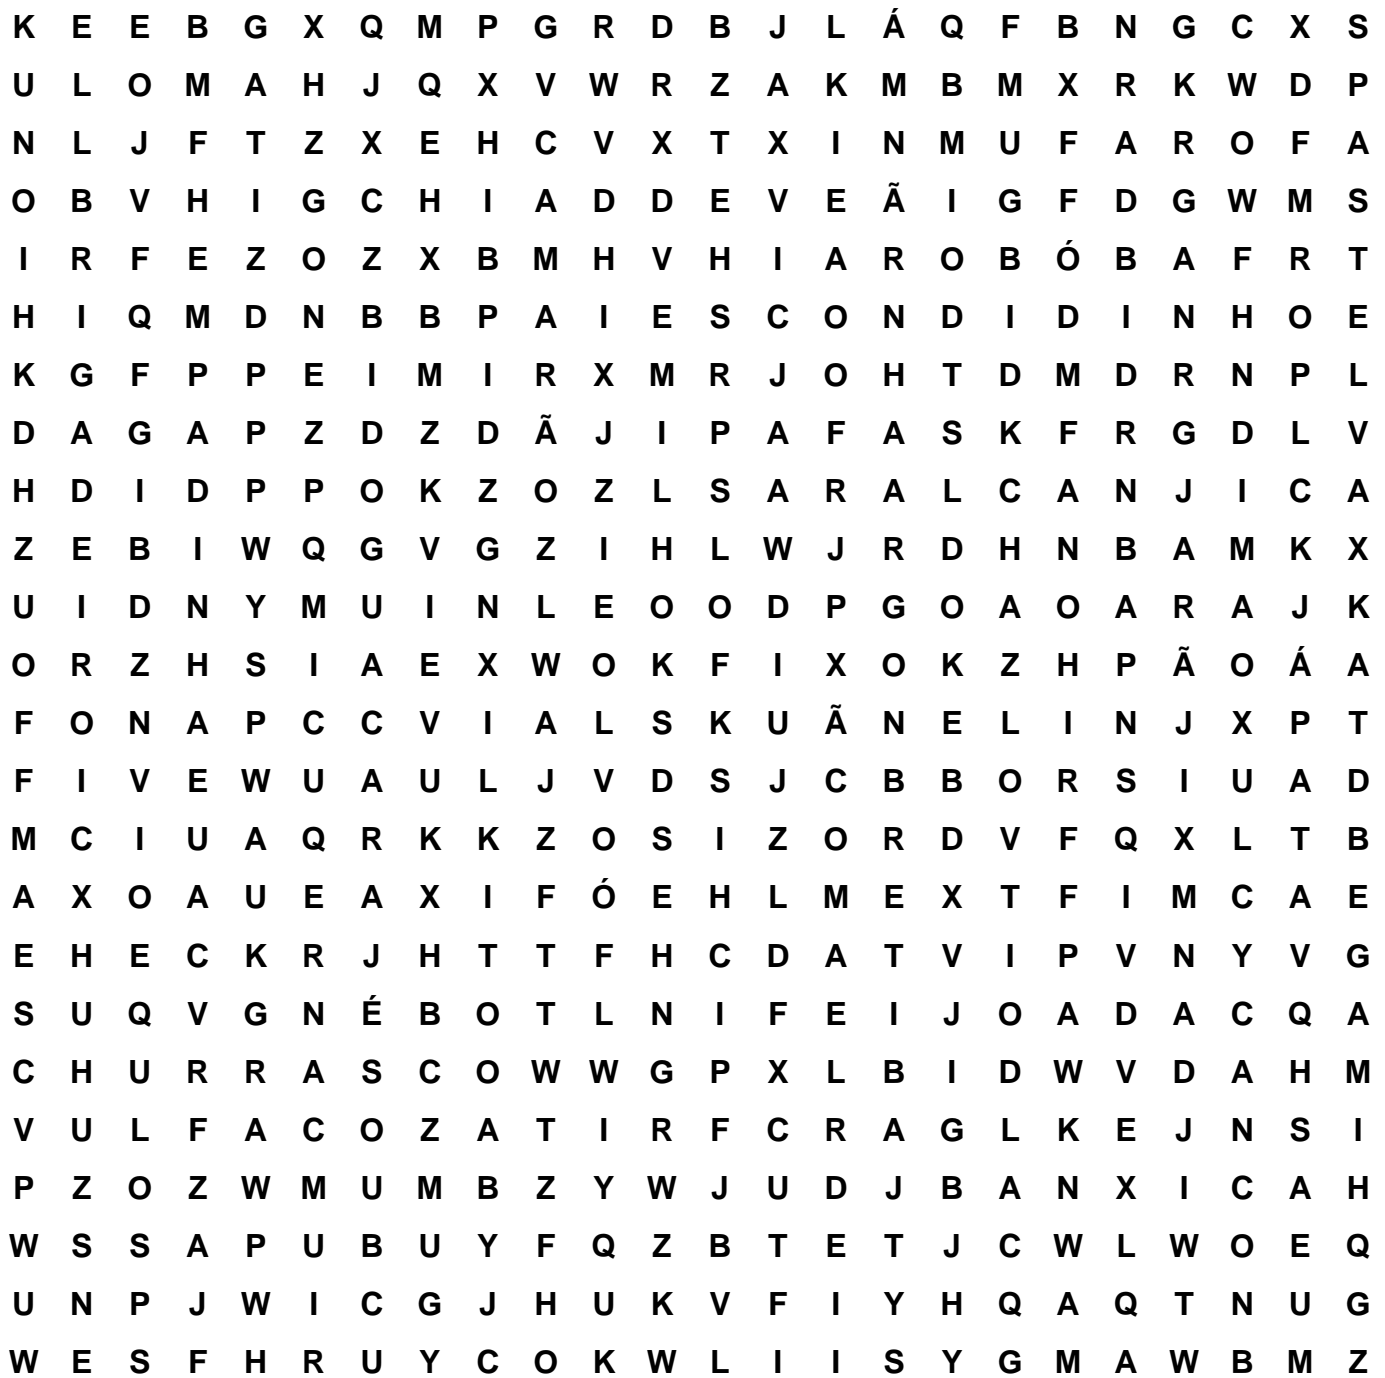 K E E B G X Q M P G R D B J L Á Q F B N G C X S
U L O M A H J Q X V W R Z A K M B M X R K W D P
N L J F T Z X E H C V X T X I N M U F A R O F A
O B V H I G C H I A D D E V E Ã I G F D G W M S
I R F E Z O Z X B M H V H I A R O B Ó B A F R T
H I Q M D N B B P A I E S C O N D I D I N H O E
K G F P P E I M I R X M R J O H T D M D R N P L
D A G A P Z D Z D Ã J I P A F A S K F R G D L V
H D I D P P O K Z O Z L S A R A L C A N J I C A
Z E B I W Q G V G Z I H L W J R D H N B A M K X
U I D N Y M U I N L E O O D P G O A O A R A J K
O R Z H S I A E X W O K F I X O K Z H P Ã O Á A
F O N A P C C V I A L S K U Ã N E L I N J X P T
F I V E W U A U L J V D S J C B B O R S I U A D
M C I U A Q R K K Z O S I Z O R D V F Q X L T B
A X O A U E A X I F Ó E H L M E X T F I M C A E
E H E C K R J H T T F H C D A T V I P V N Y V G
S U Q V G N É B O T L N I F E I J O A D A C Q A
C H U R R A S C O W W G P X L B I D W V D A H M
V U L F A C O Z A T I R F C R A G L K E J N S I
P Z O Z W M U M B Z Y W J U D J B A N X I C A H
W S S A P U B U Y F Q Z B T E T J C W L W O E Q
U N P J W I C G J H U K V F I Y H Q A Q T N U G
W E S F H R U Y C O K W L I I S Y G M A W B M Z